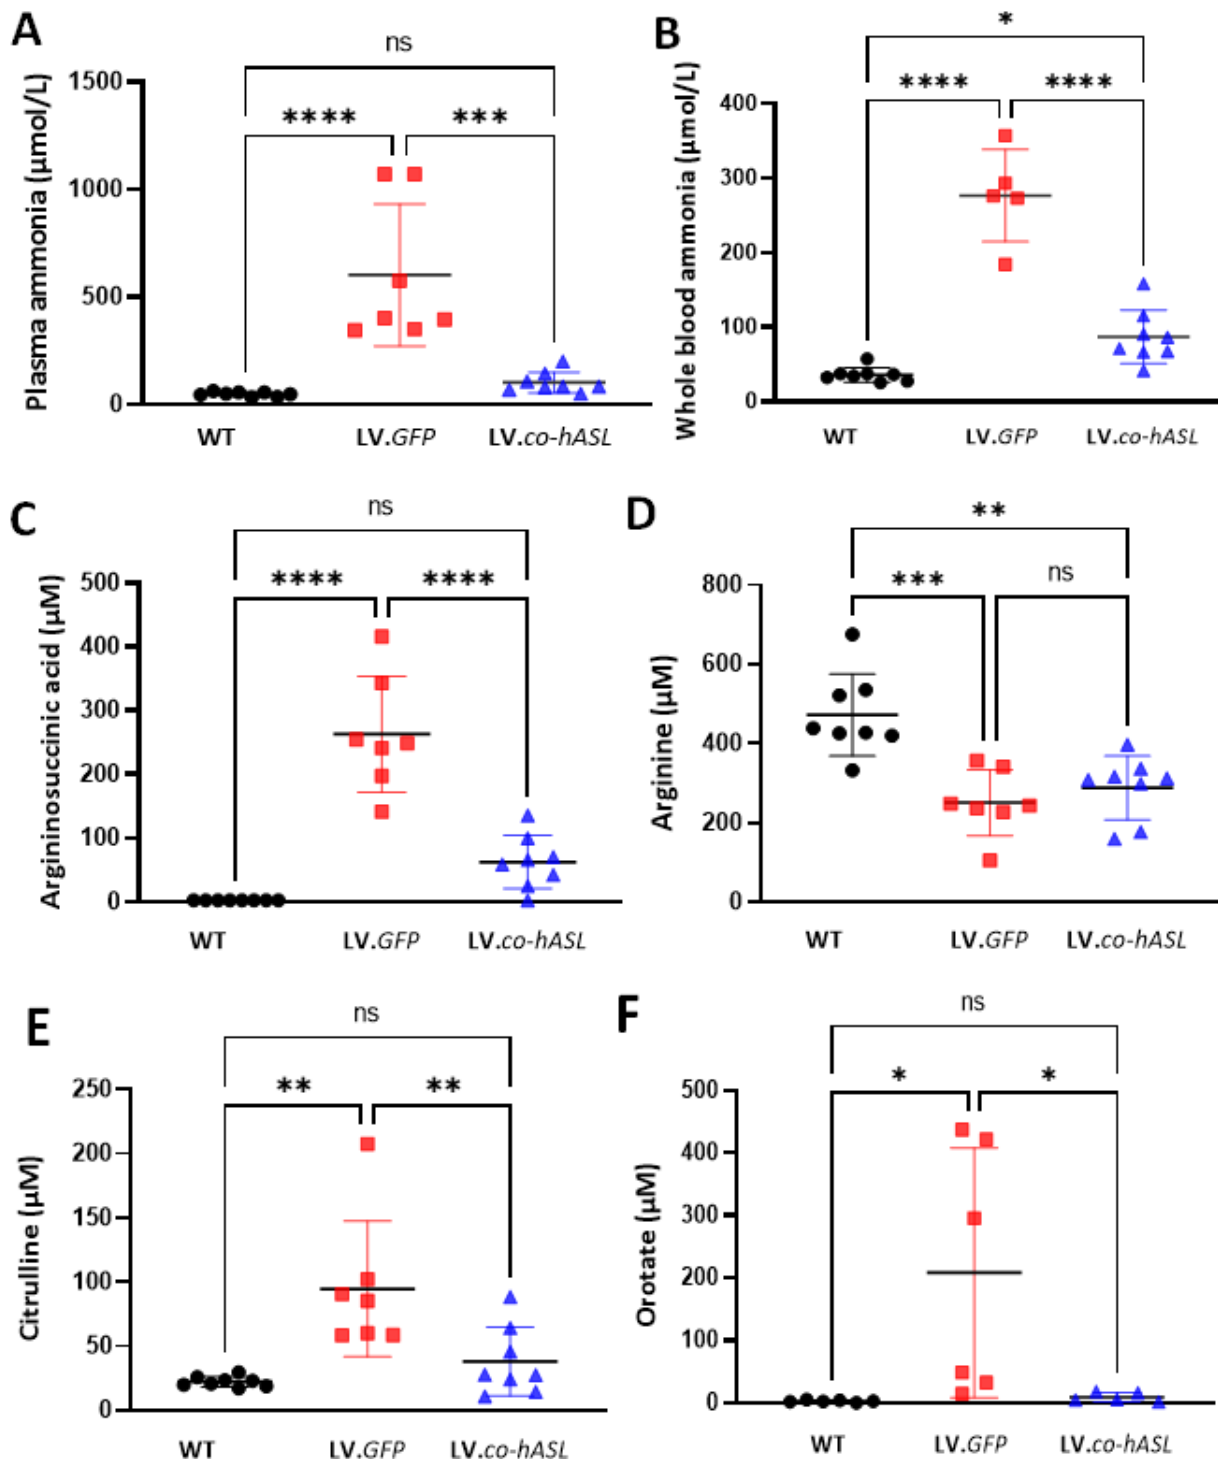 A
ns
**** ***
Plasma ammonia (µmol/L)
1500
1000
500
0
WT LV.GFP LV.co-hASL
B
*
**** ****
Whole blood ammonia (µmol/L)
400
300
200
100
0
WT LV.GFP LV.co-hASL
C
ns
**** ****
Argininosuccinic acid (µM)
500
400
300
200
100
0
WT LV.GFP LV.co-hASL
D
**
*** ns
Arginine (µM)
800
600
400
200
0
WT LV.GFP LV.co-hASL
E
ns
** **
Citrulline (µM)
250
200
150
100
50
0
WT LV.GFP LV.co-hASL
F
ns
* *
Orotate (µM)
500
400
300
200
100
0
WT LV.GFP LV.co-hASL